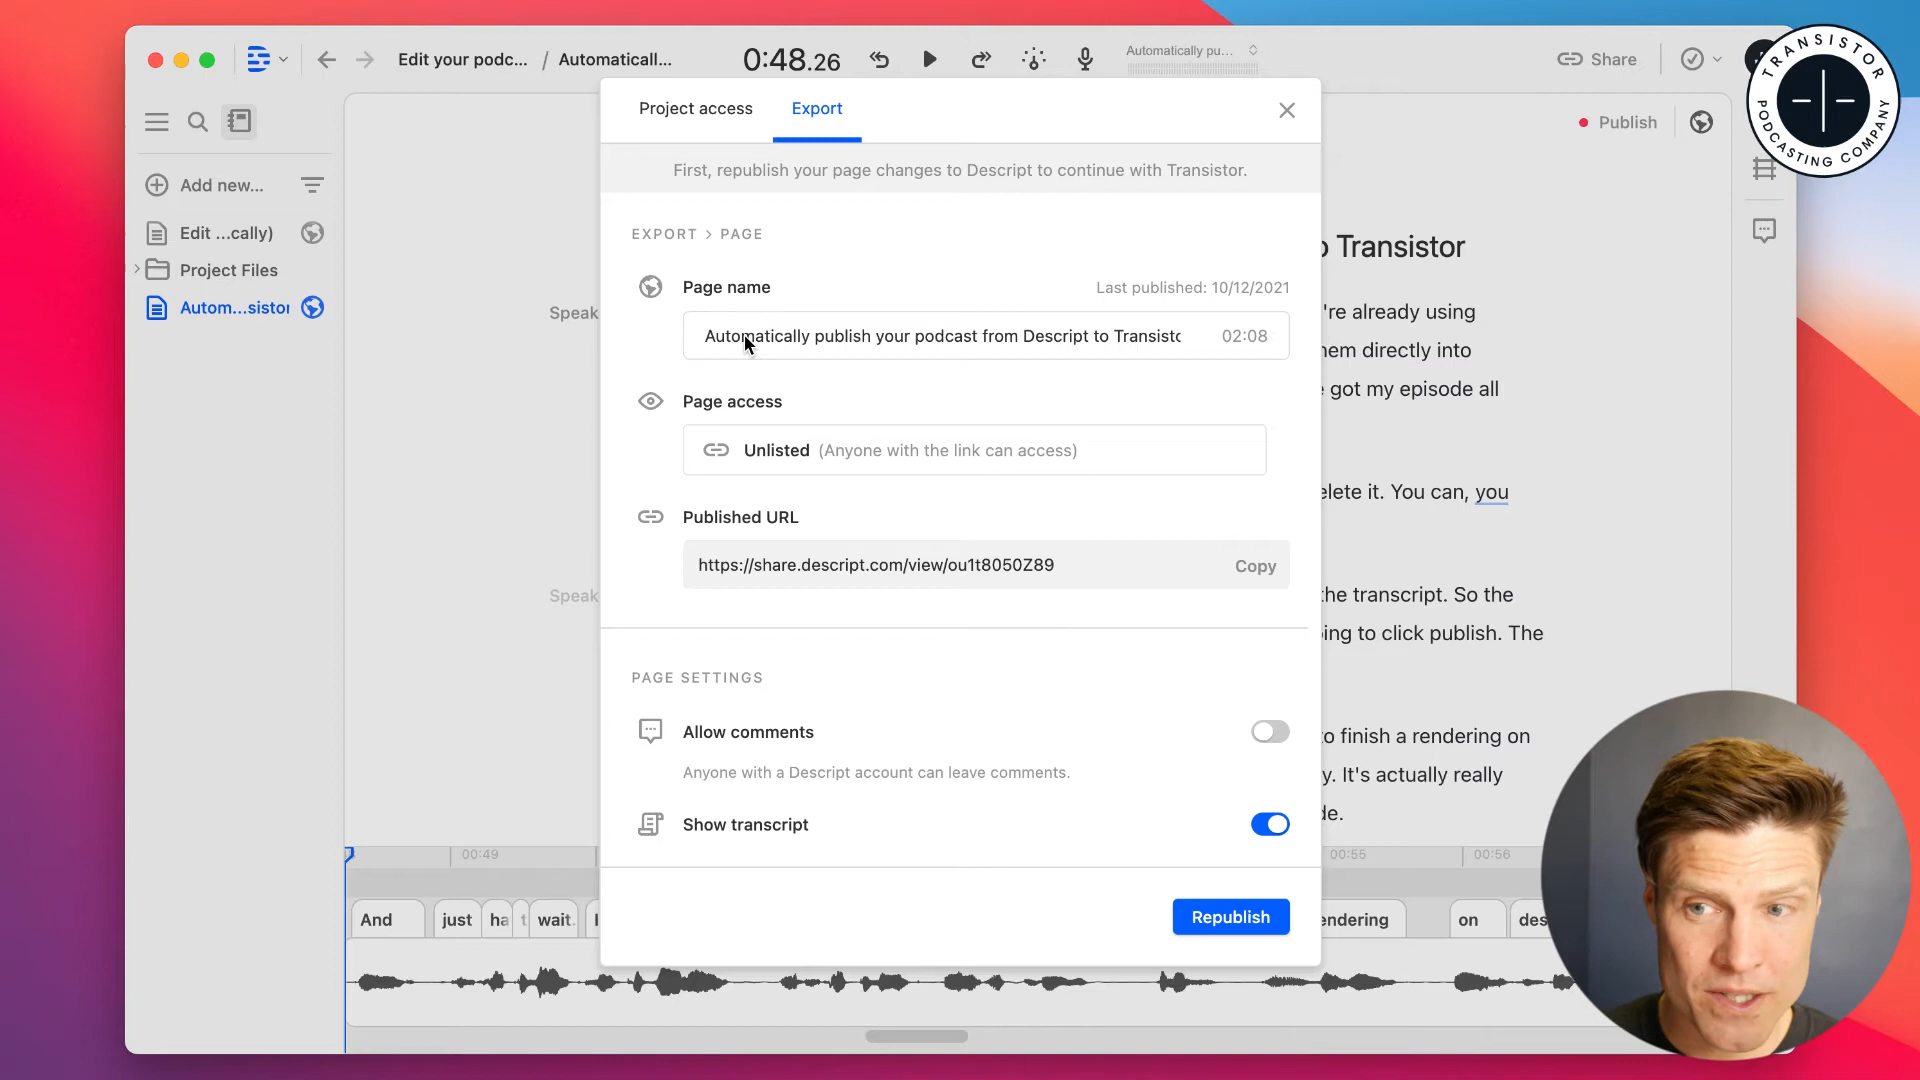 Edit your podc... / Automaticall...
0:48.26
Automatically pu...
Share
TRANSISTOR
PODCASTING COMPANY
Project access
Export
Publish
First, republish your page changes to Descript to continue with Transistor.
Add new...
Edit ...cally)
Project Files
Autom...sistor
EXPORT > PAGE
Page name
Last published: 10/12/2021
Automatically publish your podcast from Descript to Transisto
02:08
Page access
Unlisted (Anyone with the link can access)
Published URL
https://share.descript.com/view/ou1t8050Z89
Copy
PAGE SETTINGS
Allow comments
Anyone with a Descript account can leave comments.
Show transcript
Republish
Speak
Speak
o Transistor
're already using
hem directly into
got my episode all
elete it. You can, you
the transcript. So the
ing to click publish. The
to finish a rendering on
y. It's actually really
de.
00:49
00:55
00:56
And
just
ha
t
wait.
endering
on
des